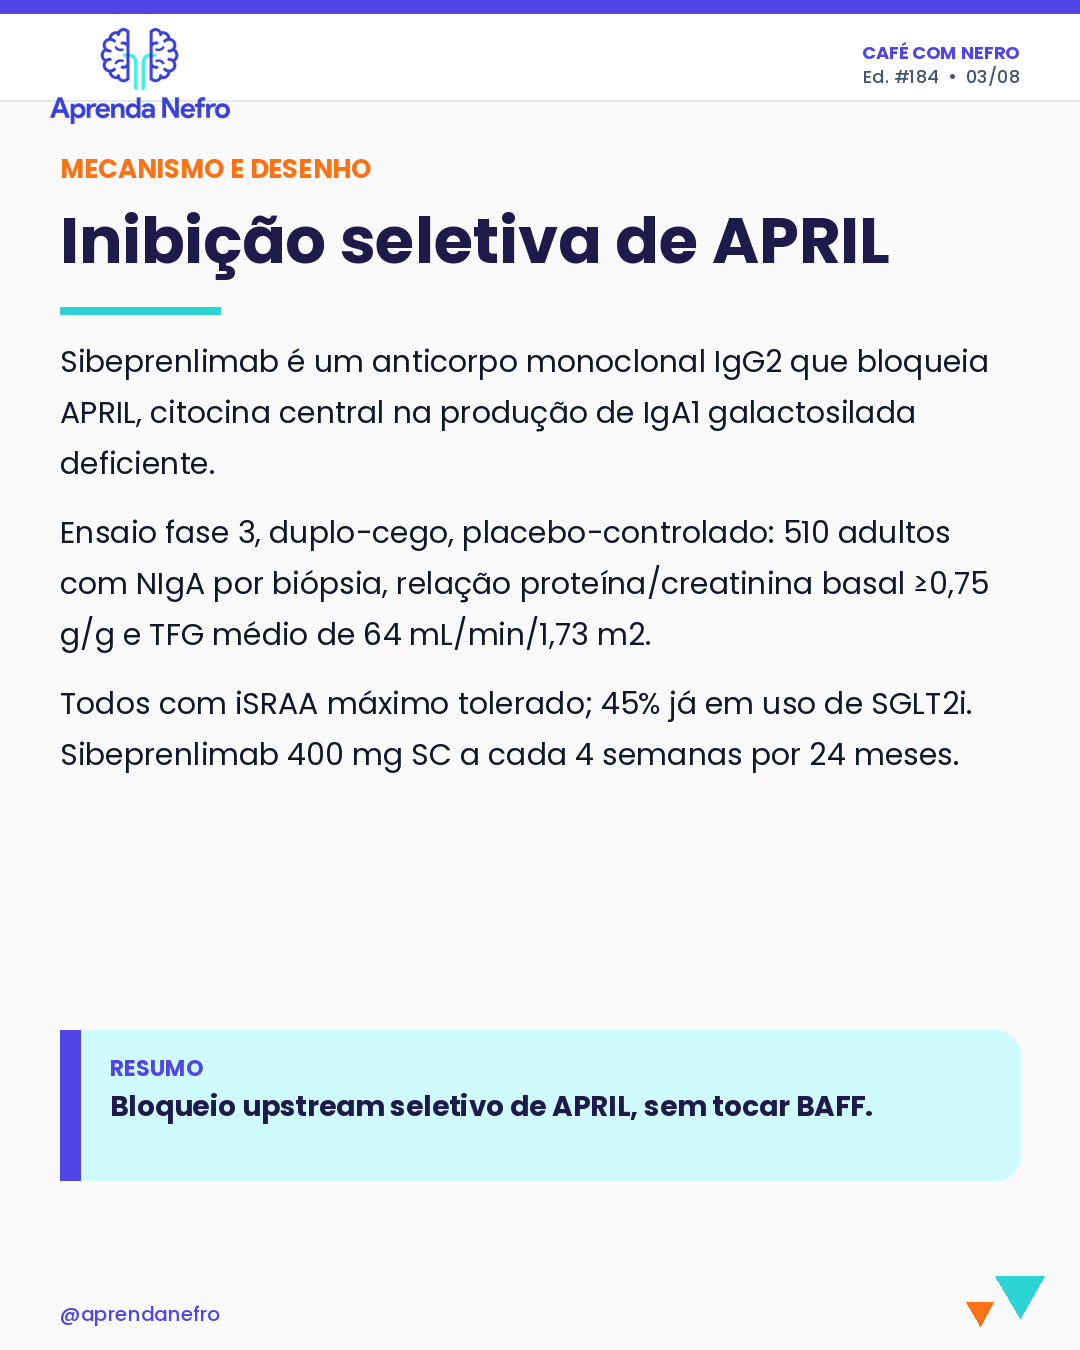 Aprenda Nefro
CAFÉ COM NEFRO
Ed. #184 • 03/08
MECANISMO E DESENHO
Inibição seletiva de APRIL
Sibeprenlimab é um anticorpo monoclonal IgG2 que bloqueia
APRIL, citocina central na produção de IgA1 galactosilada
deficiente.
Ensaio fase 3, duplo-cego, placebo-controlado: 510 adultos
com NIgA por biópsia, relação proteína/creatinina basal ≥0,75
g/g e TFG médio de 64 mL/min/1,73 m2.
Todos com iSRAA máximo tolerado; 45% já em uso de SGLT2i.
Sibeprenlimab 400 mg SC a cada 4 semanas por 24 meses.
RESUMO
Bloqueio upstream seletivo de APRIL, sem tocar BAFF.
@aprendanefro